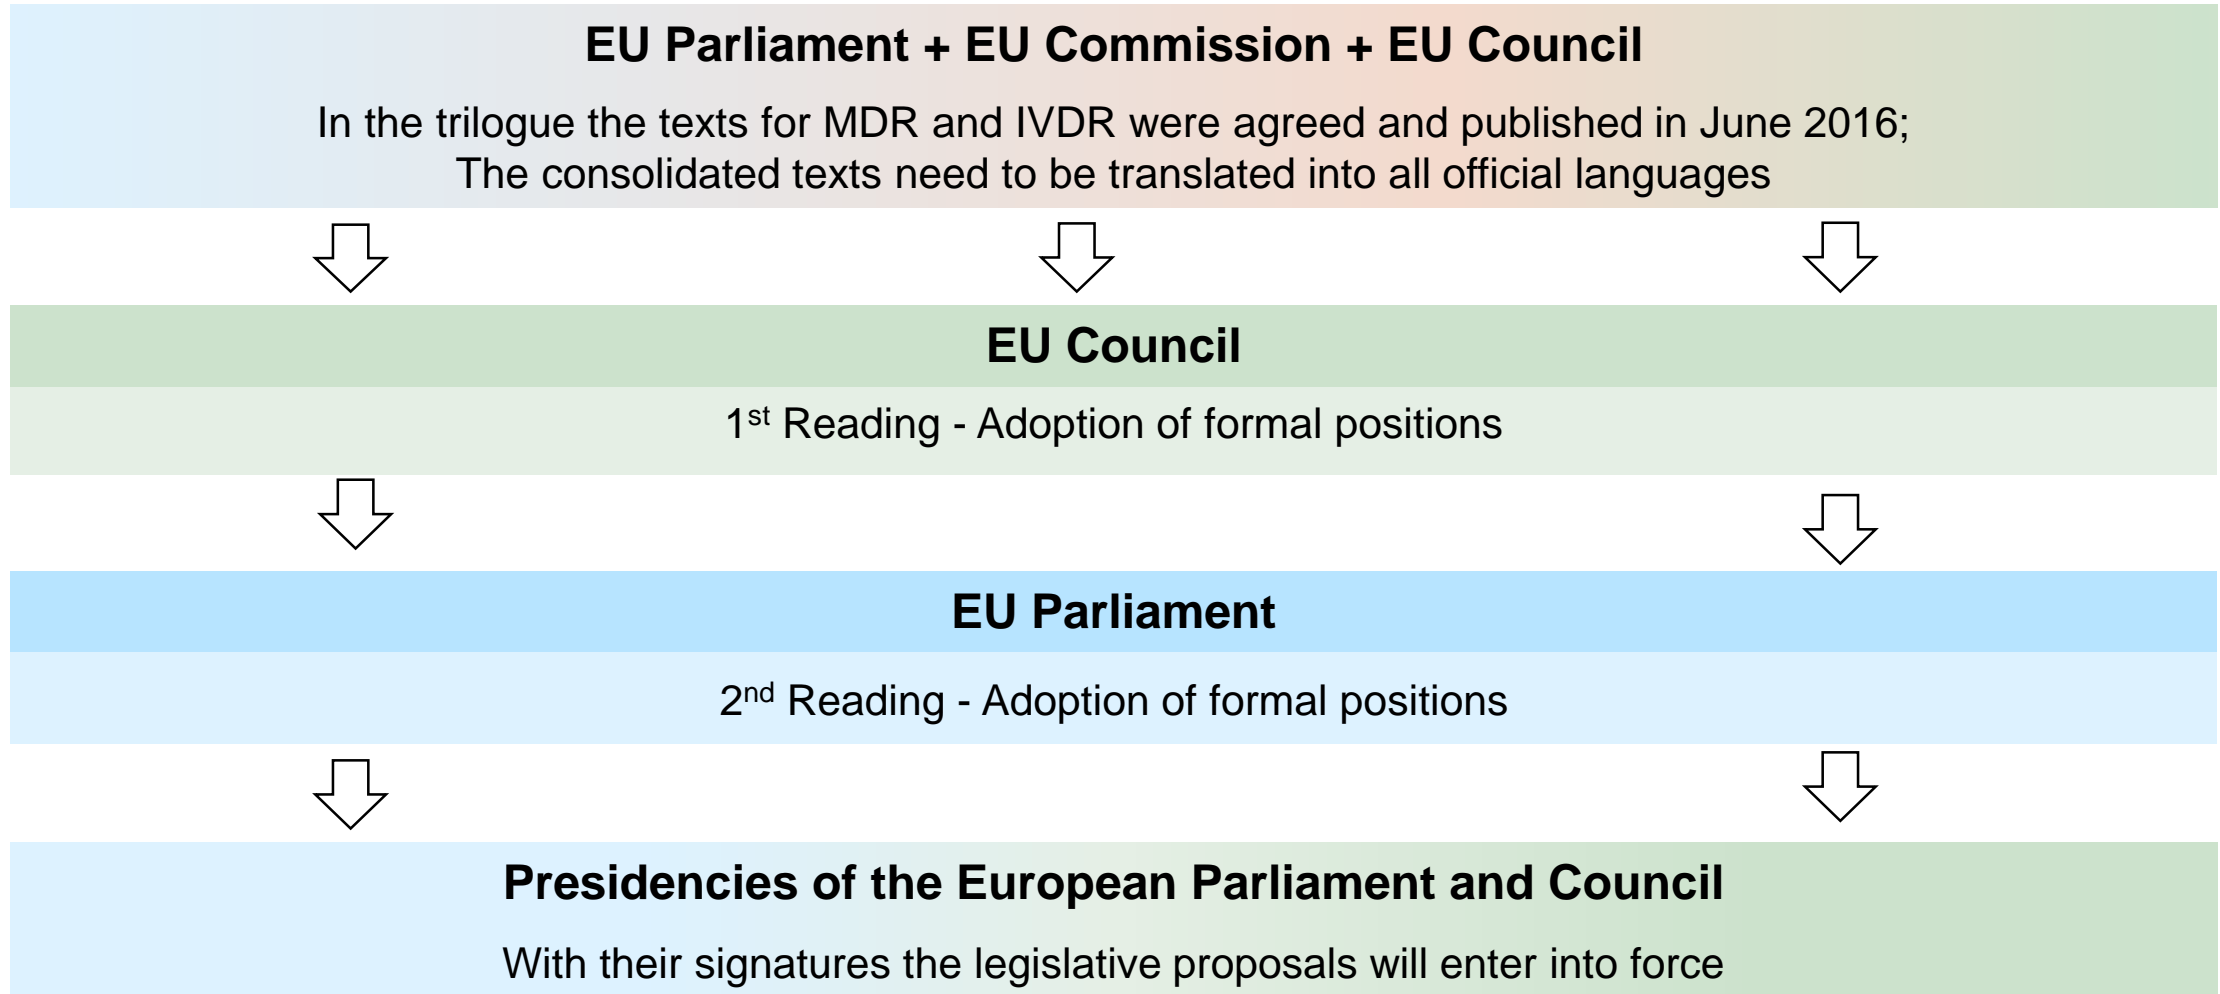 EU Parliament + EU Commission + EU Council
In the trilogue the texts for MDR and IVDR were agreed and published in June 2016;
The consolidated texts need to be translated into all official languages
EU Council
1st Reading - Adoption of formal positions
EU Parliament
2nd Reading - Adoption of formal positions
Presidencies of the European Parliament and Council
With their signatures the legislative proposals will enter into force